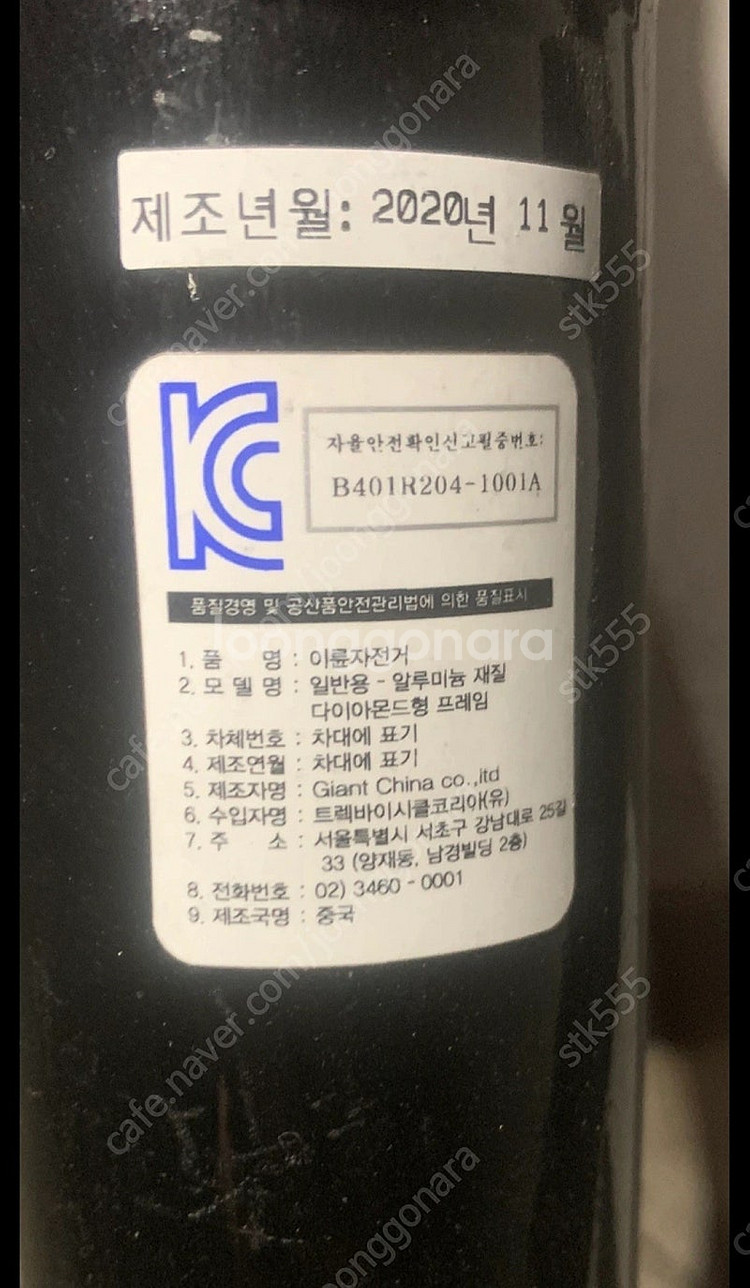 제조년월: 2020년 11월
KC
자율안전확인신고필증번호:
B401R204-1001A
품질경영 및 공산품안전관리법에 의한 품질표시
joonggonara
1. 품 명 : 이륜자전거
2. 모 델 명 : 일반용 - 알루미늄 재질
다이아몬드형 프레임
3. 차체번호 : 차대에 표기
4. 제조연월 : 차대에 표기
5. 제조자명 : Giant China co.,itd
6. 수입자명 : 트렉바이시클코리아(유)
7. 주 소 : 서울특별시 서초구 강남대로 25길
33 (양재동, 남경빌딩 2층)
8. 전화번호 : 02) 3460 - 0001
9. 제조국명 : 중국
cafe.naver.com/joonggonara
stk555
stk555
stk555